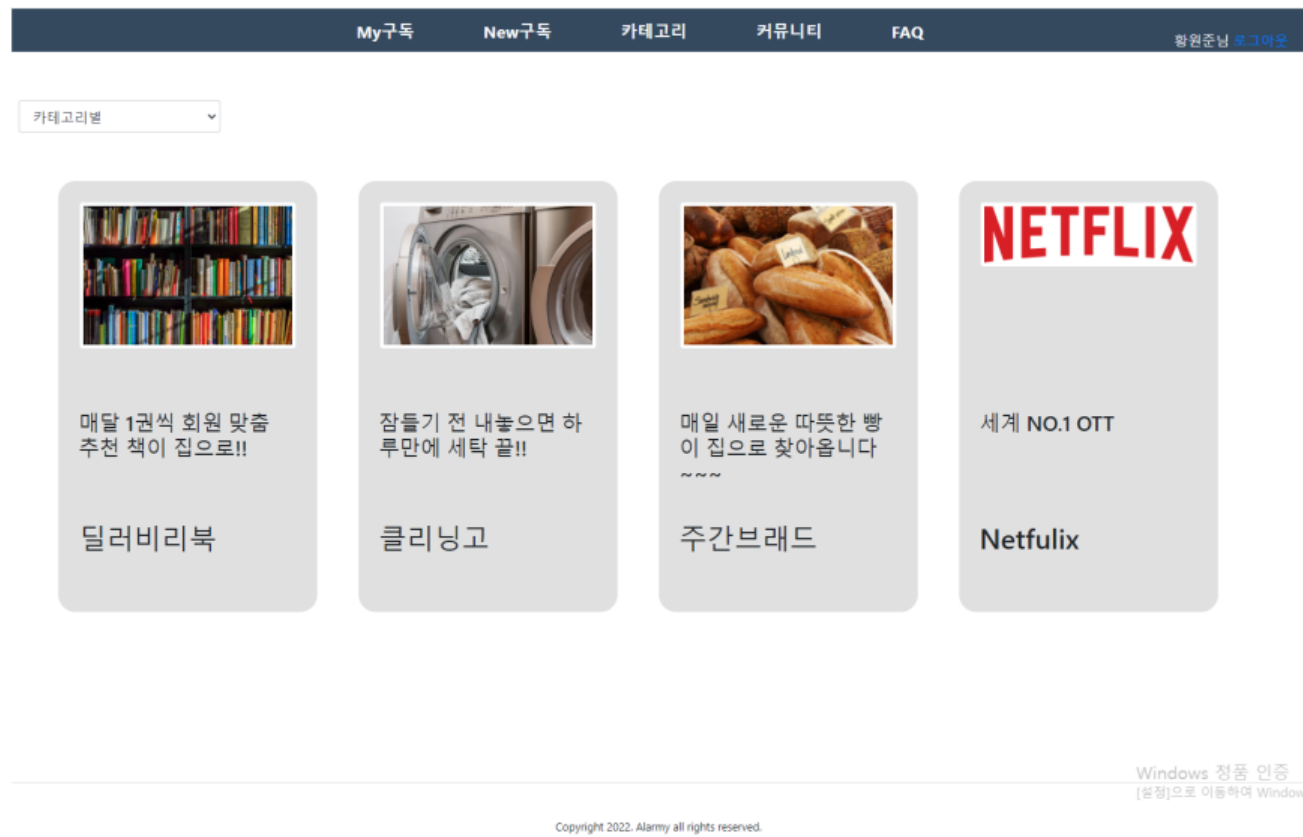 My구독 New구독 카테고리 커뮤니티 FAQ
황원준님 로그아웃
카테고리별
NETFLIX
매달 1권씩 회원 맞춤
추천 책이 집으로!!
딜러비리북
잠들기 전 내놓으면 하
루만에 세탁 끝!!
클리닝고
매일 새로운 따뜻한 빵
이 집으로 찾아옵니다
~~~
주간브래드
세계 NO.1 OTT
Netfulix
Windows 정품 인증
[설정]으로 이동하여 Window
Copyright 2022. Alarmy all rights reserved.